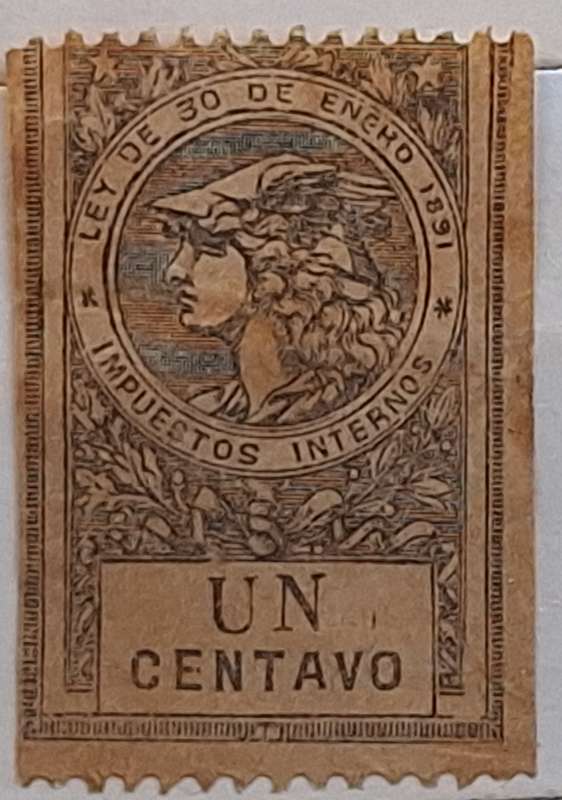 LEY DE 30 DE ENERO 1891
* IMPUESTOS INTERNOS *
UN
CENTAVO